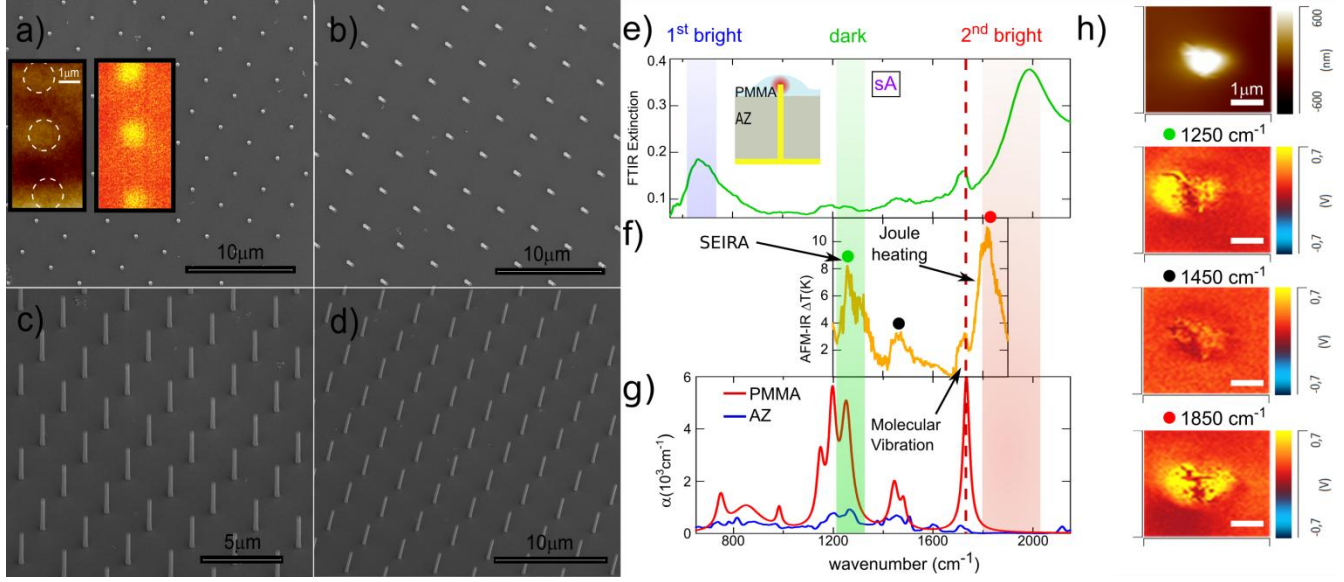 a)
1μm
10μm
b)
10μm
c)
5μm
d)
10μm
e)
1st bright
dark
2nd bright
FTIR Extinction
0.4
0.3
0.2
0.1
PMMA
AZ
sA
f)
SEIRA
Joule
heating
AFM-IR ΔT(K)
10
8
6
4
2
g)
α(10³cm⁻¹)
6
4
2
0
PMMA
AZ
Molecular
Vibration
800
1200
1600
2000
wavenumber (cm⁻¹)
h)
1μm
600
(nm)
-600
1250 cm⁻¹
0,7
(V)
-0,7
1450 cm⁻¹
0,7
(V)
-0,7
1850 cm⁻¹
0,7
(V)
-0,7